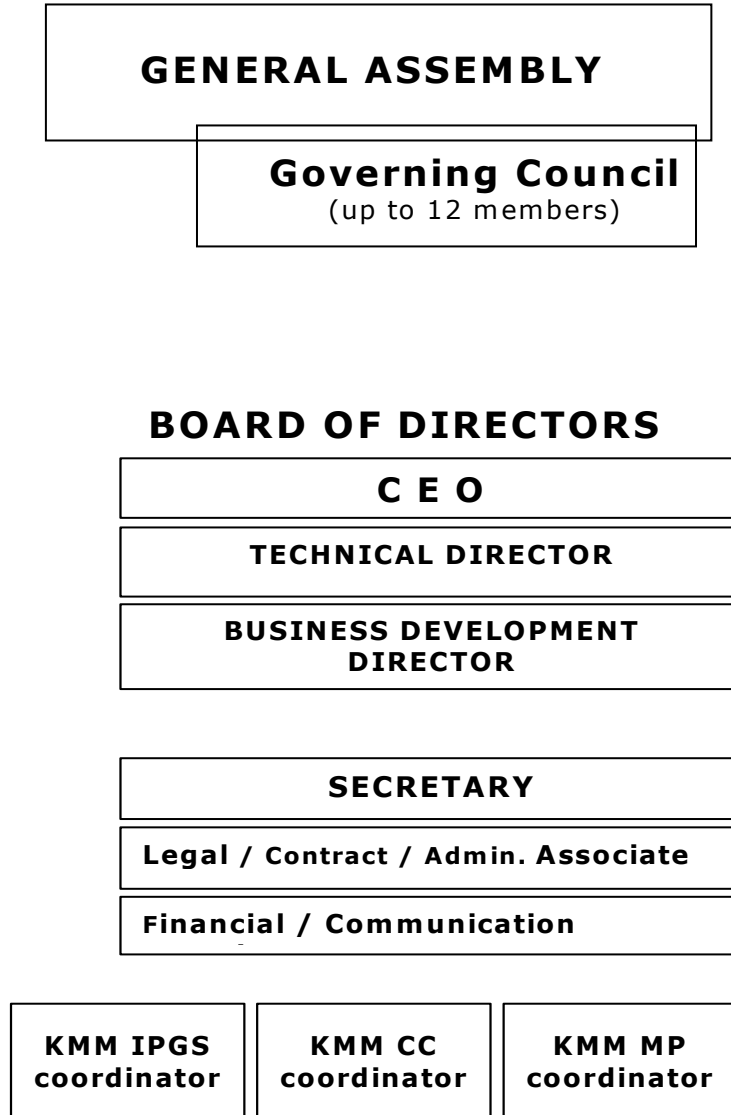 GENERAL ASSEMBLY
Governing Council
(up to 12 members)
BOARD OF DIRECTORS
C E O
TECHNICAL DIRECTOR
BUSINESS DEVELOPMENT
DIRECTOR
SECRETARY
Legal / Contract / Admin. Associate
Financial / Communication
KMM IPGS
coordinator
KMM CC
coordinator
KMM MP
coordinator